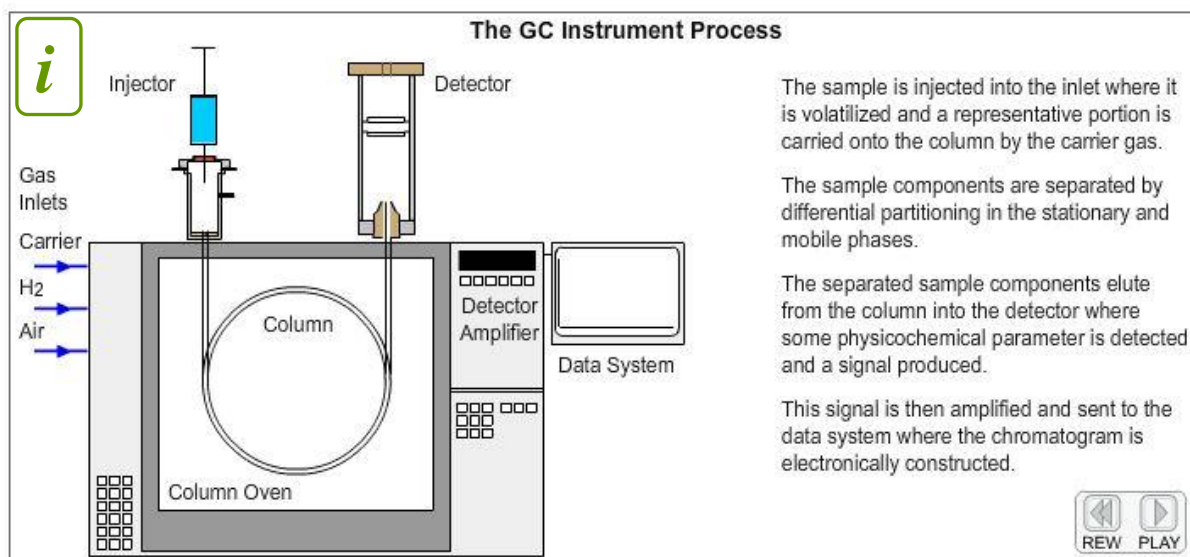 i
The GC Instrument Process
Injector
Detector
Gas
Inlets
Carrier
H2
Air
Column
Column Oven
Detector
Amplifier
Data System
The sample is injected into the inlet where it
is volatilized and a representative portion is
carried onto the column by the carrier gas.
The sample components are separated by
differential partitioning in the stationary and
mobile phases.
The separated sample components elute
from the column into the detector where
some physicochemical parameter is detected
and a signal produced.
This signal is then amplified and sent to the
data system where the chromatogram is
electronically constructed.
REW PLAY